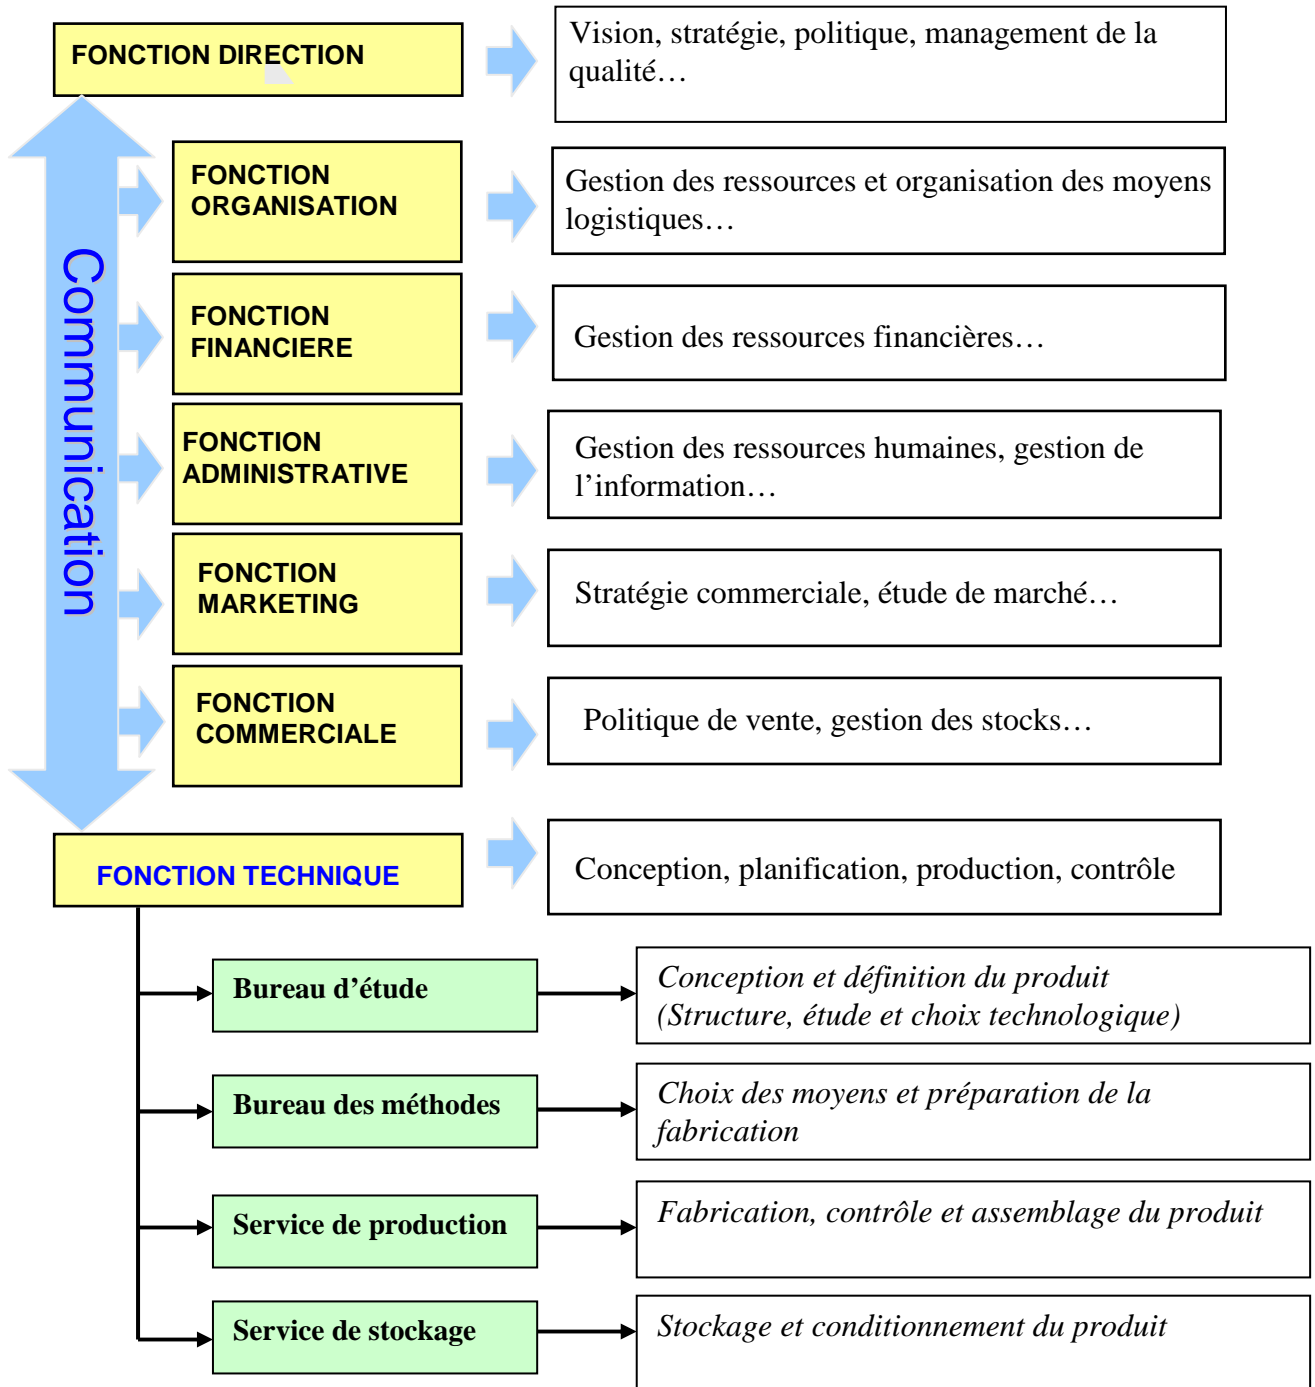 FONCTION DIRECTION
Vision, stratégie, politique, management de la
qualité…
Communication
FONCTION
ORGANISATION
Gestion des ressources et organisation des moyens
logistiques…
FONCTION
FINANCIERE
Gestion des ressources financières…
FONCTION
ADMINISTRATIVE
Gestion des ressources humaines, gestion de
l’information…
FONCTION
MARKETING
Stratégie commerciale, étude de marché…
FONCTION
COMMERCIALE
Politique de vente, gestion des stocks…
FONCTION TECHNIQUE
Conception, planification, production, contrôle
Bureau d’étude
Conception et définition du produit
(Structure, étude et choix technologique)
Bureau des méthodes
Choix des moyens et préparation de la
fabrication
Service de production
Fabrication, contrôle et assemblage du produit
Service de stockage
Stockage et conditionnement du produit